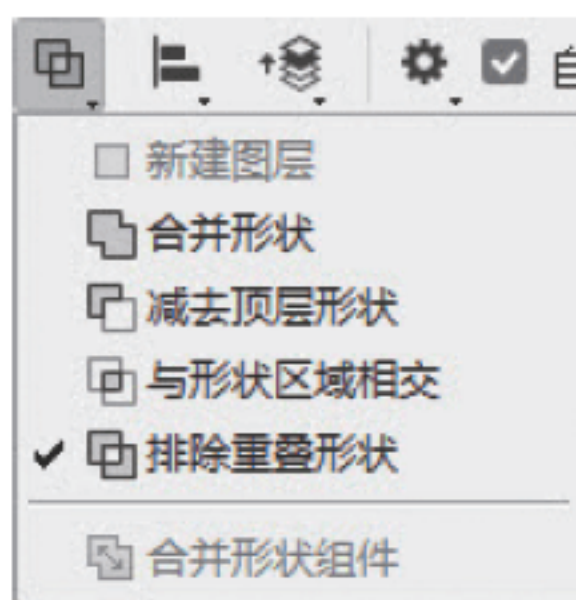 新建图层
合并形状
减去顶层形状
与形状区域相交
排除重叠形状
合并形状组件